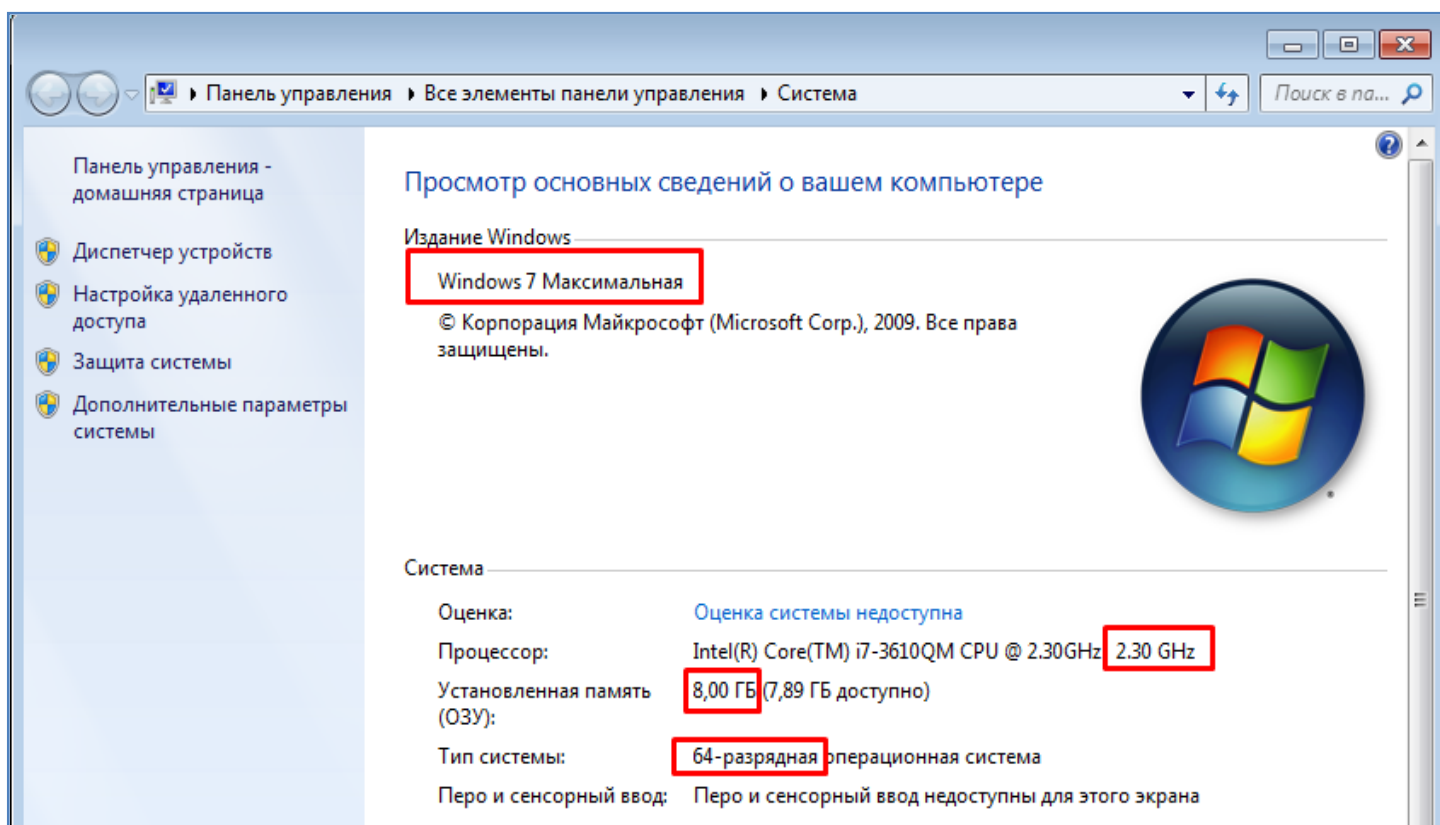 Панель управления Все элементы панели управления Система
Поиск в па...
Панель управления -
домашняя страница
Диспетчер устройств
Настройка удаленного
доступа
Защита системы
Дополнительные параметры
системы
Просмотр основных сведений о вашем компьютере
Издание Windows
Windows 7 Максимальная
© Корпорация Майкрософт (Microsoft Corp.), 2009. Все права
защищены.
Система
Оценка: Оценка системы недоступна
Процессор: Intel(R) Core(TM) i7-3610QM CPU @ 2.30GHz 2.30 GHz
Установленная память 8,00 ГБ (7,89 ГБ доступно)
(ОЗУ):
Тип системы: 64-разрядная операционная система
Перо и сенсорный ввод: Перо и сенсорный ввод недоступны для этого экрана